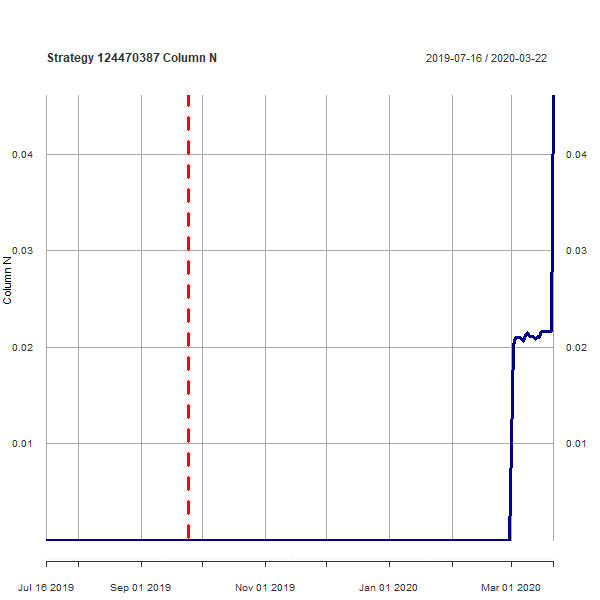 Strategy 124470387 Column N
2019-07-16 / 2020-03-22
0.04 0.04
0.03 0.03
Column N
0.02 0.02
0.01 0.01
Jul 16 2019 Sep 01 2019 Nov 01 2019 Jan 01 2020 Mar 01 2020